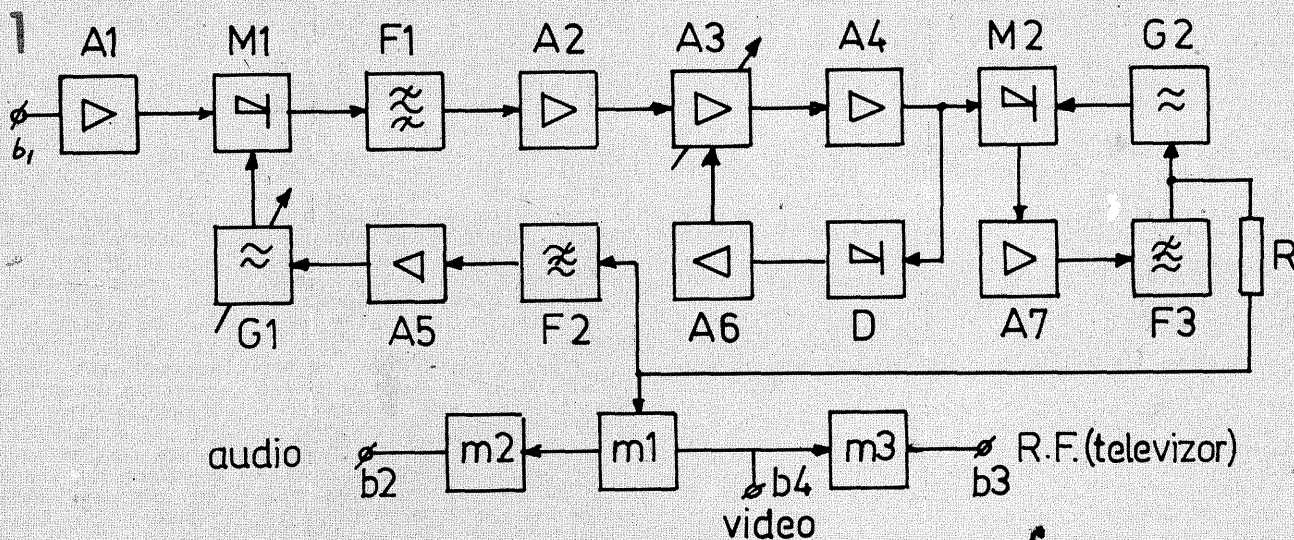 1
A1 M1 F1 A2 A3 A4 M2 G2
b1
R
G1 A5 F2 A6 D A7 F3
audio m2 m1 m3 R.F.(televizor)
b2 b4 b3
video